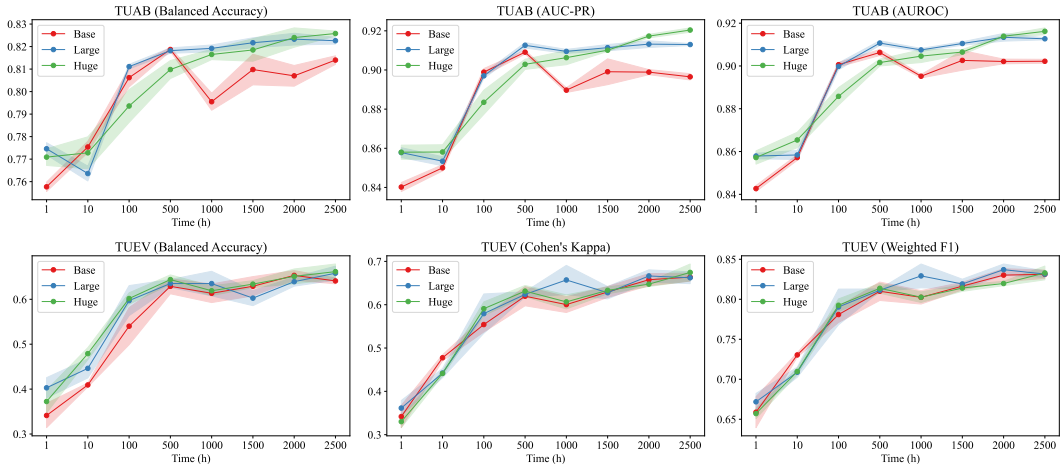 TUAB (Balanced Accuracy)
0.83
0.82
0.81
0.80
0.79
0.78
0.77
0.76
Base
Large
Huge
1 10 100 500 1000 1500 2000 2500
Time (h)
TUAB (AUC-PR)
0.92
0.90
0.88
0.86
0.84
Base
Large
Huge
1 10 100 500 1000 1500 2000 2500
Time (h)
TUAB (AUROC)
0.92
0.90
0.88
0.86
0.84
Base
Large
Huge
1 10 100 500 1000 1500 2000 2500
Time (h)
TUEV (Balanced Accuracy)
0.6
0.5
0.4
0.3
Base
Large
Huge
1 10 100 500 1000 1500 2000 2500
Time (h)
TUEV (Cohen's Kappa)
0.7
0.6
0.5
0.4
0.3
Base
Large
Huge
1 10 100 500 1000 1500 2000 2500
Time (h)
TUEV (Weighted F1)
0.85
0.80
0.75
0.70
0.65
Base
Large
Huge
1 10 100 500 1000 1500 2000 2500
Time (h)